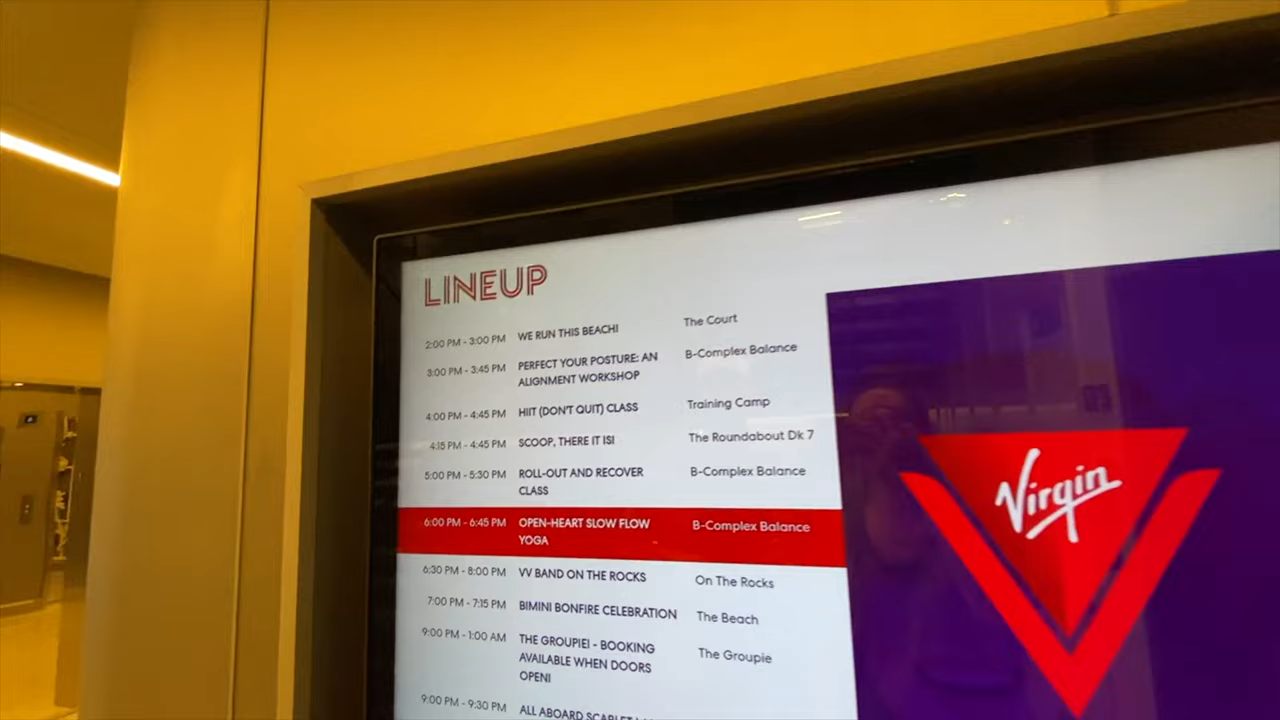 LINEUP
2:00 PM - 3:00 PM WE RUN THIS BEACH! The Court
3:00 PM - 3:45 PM PERFECT YOUR POSTURE: AN B-Complex Balance
ALIGNMENT WORKSHOP
4:00 PM - 4:45 PM HIIT (DON'T QUIT) CLASS Training Camp
4:15 PM - 4:45 PM SCOOP, THERE IT IS! The Roundabout Dk 7
5:00 PM - 5:30 PM ROLL-OUT AND RECOVER B-Complex Balance
CLASS
6:00 PM - 6:45 PM OPEN-HEART SLOW FLOW B-Complex Balance
YOGA
6:30 PM - 8:00 PM VV BAND ON THE ROCKS On The Rocks
7:00 PM - 7:15 PM BIMINI BONFIRE CELEBRATION The Beach
9:00 PM - 1:00 AM THE GROUPIE! - BOOKING The Groupie
AVAILABLE WHEN DOORS
OPEN!
9:00 PM - 9:30 PM ALL ABOARD SCARLET
Virgin